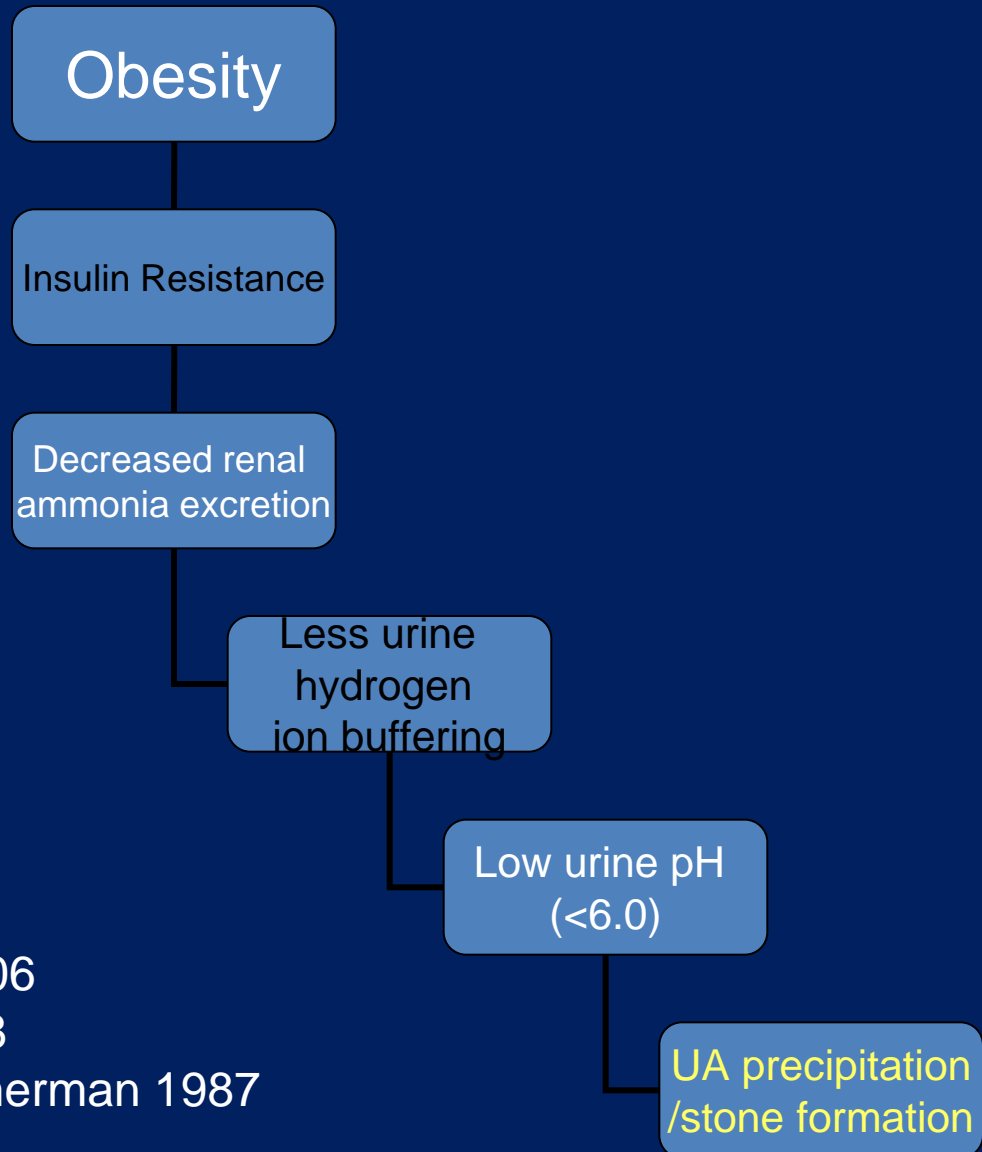 Obesity
Insulin Resistance
Decreased renal
ammonia excretion
Less urine
hydrogen
ion buffering
Low urine pH
(<6.0)
UA precipitation
/stone formation
1987